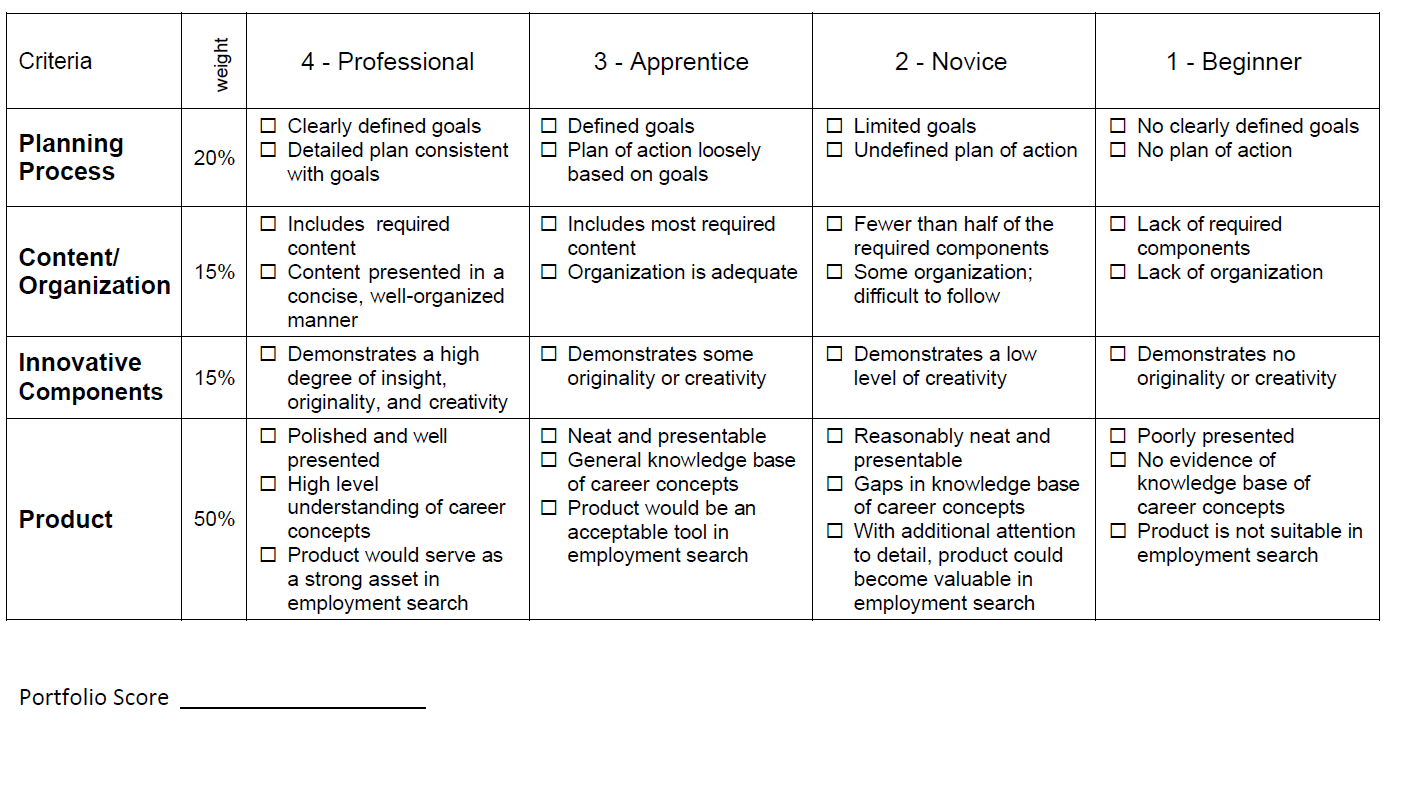 Criteria
weight
4 - Professional
3 - Apprentice
2 - Novice
1 - Beginner
Planning
Process
20%
☐ Clearly defined goals
☐ Detailed plan consistent
with goals
☐ Defined goals
☐ Plan of action loosely
based on goals
☐ Limited goals
☐ Undefined plan of action
☐ No clearly defined goals
☐ No plan of action
Content/
Organization
15%
☐ Includes required
content
☐ Content presented in a
concise, well-organized
manner
☐ Includes most required
content
☐ Organization is adequate
☐ Fewer than half of the
required components
☐ Some organization;
difficult to follow
☐ Lack of required
components
☐ Lack of organization
Innovative
Components
15%
☐ Demonstrates a high
degree of insight,
originality, and creativity
☐ Demonstrates some
originality or creativity
☐ Demonstrates a low
level of creativity
☐ Demonstrates no
originality or creativity
Product
50%
☐ Polished and well
presented
☐ High level
understanding of career
concepts
☐ Product would serve as
a strong asset in
employment search
☐ Neat and presentable
☐ General knowledge base
of career concepts
☐ Product would be an
acceptable tool in
employment search
☐ Reasonably neat and
presentable
☐ Gaps in knowledge base
of career concepts
☐ With additional attention
to detail, product could
become valuable in
employment search
☐ Poorly presented
☐ No evidence of
knowledge base of
career concepts
☐ Product is not suitable in
employment search
Portfolio Score ____________________